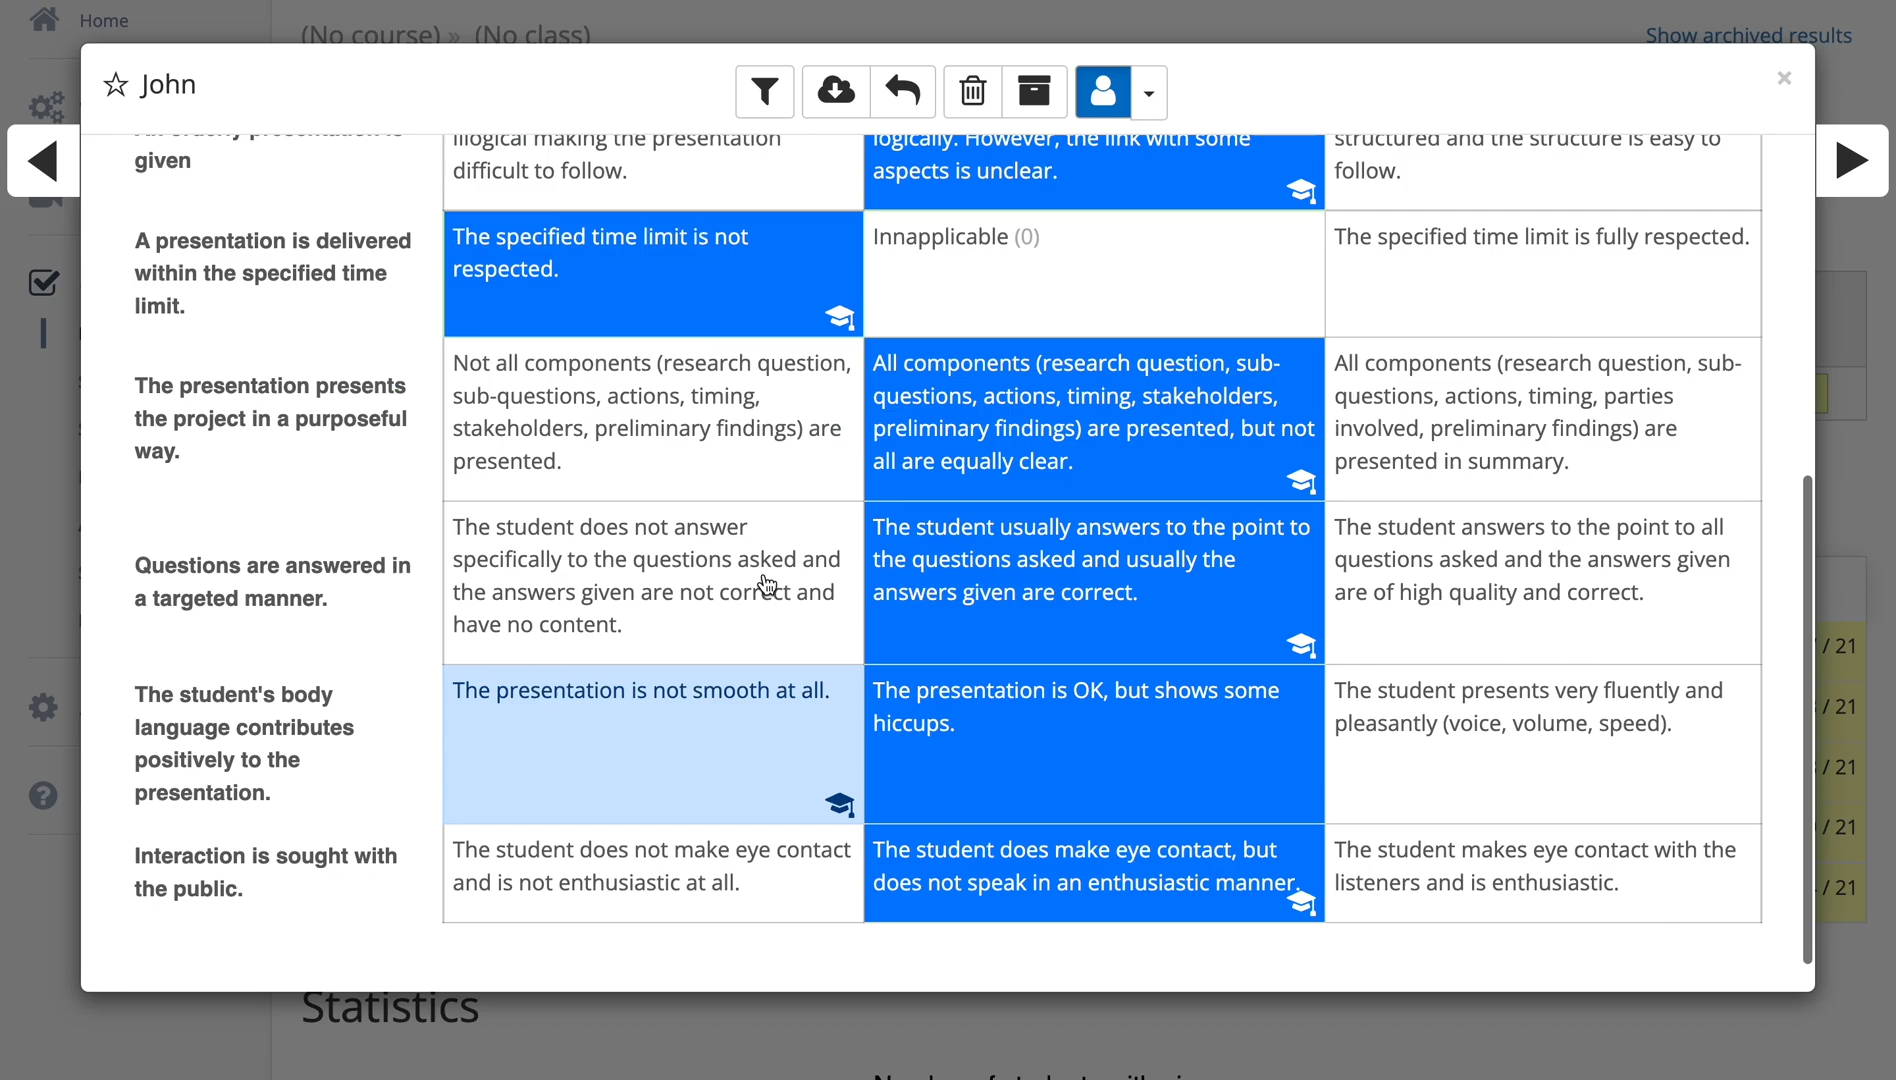 Home
(No course) » (No class)
Show archived results
John
given
illogical making the presentation
difficult to follow.
logically. However, the link with some
aspects is unclear.
structured and the structure is easy to
follow.
A presentation is delivered
within the specified time
limit.
The specified time limit is not
respected.
Innapplicable (0)
The specified time limit is fully respected.
The presentation presents
the project in a purposeful
way.
Not all components (research question,
sub-questions, actions, timing,
stakeholders, preliminary findings) are
presented.
All components (research question, sub-
questions, actions, timing, stakeholders,
preliminary findings) are presented, but not
all are equally clear.
All components (research question, sub-
questions, actions, timing, parties
involved, preliminary findings) are
presented in summary.
Questions are answered in
a targeted manner.
The student does not answer
specifically to the questions asked and
the answers given are not correct and
have no content.
The student usually answers to the point to
the questions asked and usually the
answers given are correct.
The student answers to the point to all
questions asked and the answers given
are of high quality and correct.
The student's body
language contributes
positively to the
presentation.
The presentation is not smooth at all.
The presentation is OK, but shows some
hiccups.
The student presents very fluently and
pleasantly (voice, volume, speed).
Interaction is sought with
the public.
The student does not make eye contact
and is not enthusiastic at all.
The student does make eye contact, but
does not speak in an enthusiastic manner.
The student makes eye contact with the
listeners and is enthusiastic.
/ 21
/ 21
/ 21
/ 21
/ 21
Statistics